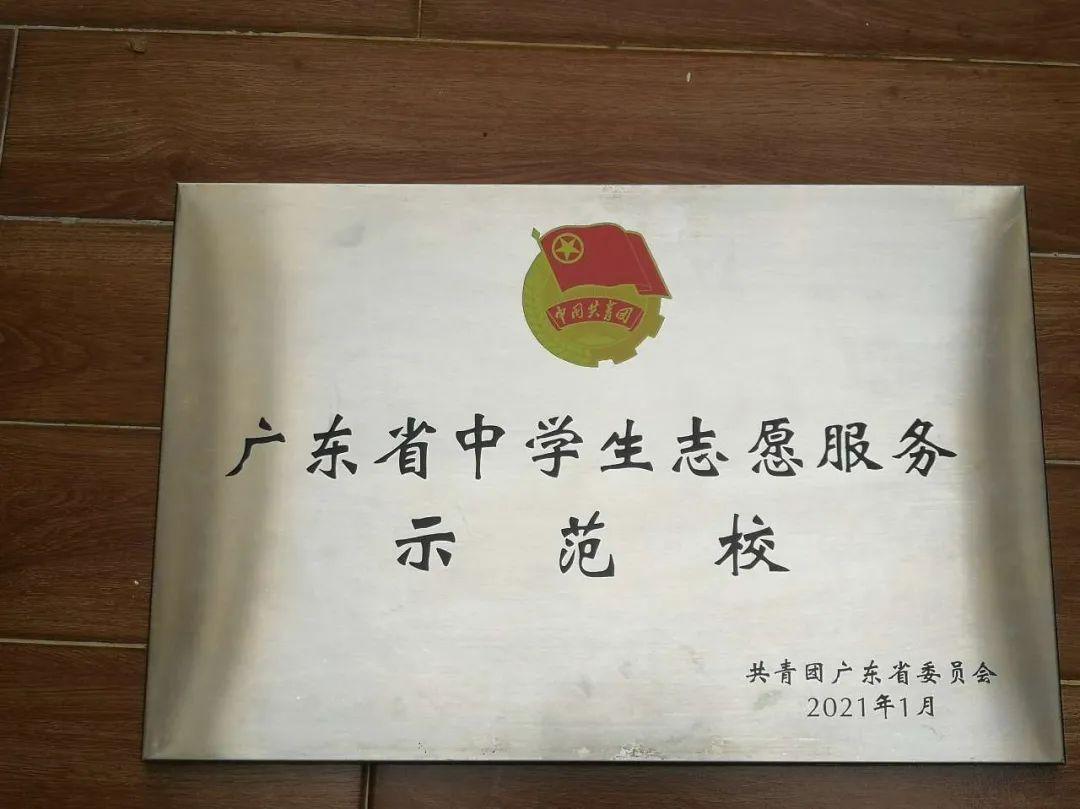 中国共青团
广东省中学生志愿服务
示范校
共青团广东省委员会
2021年1月